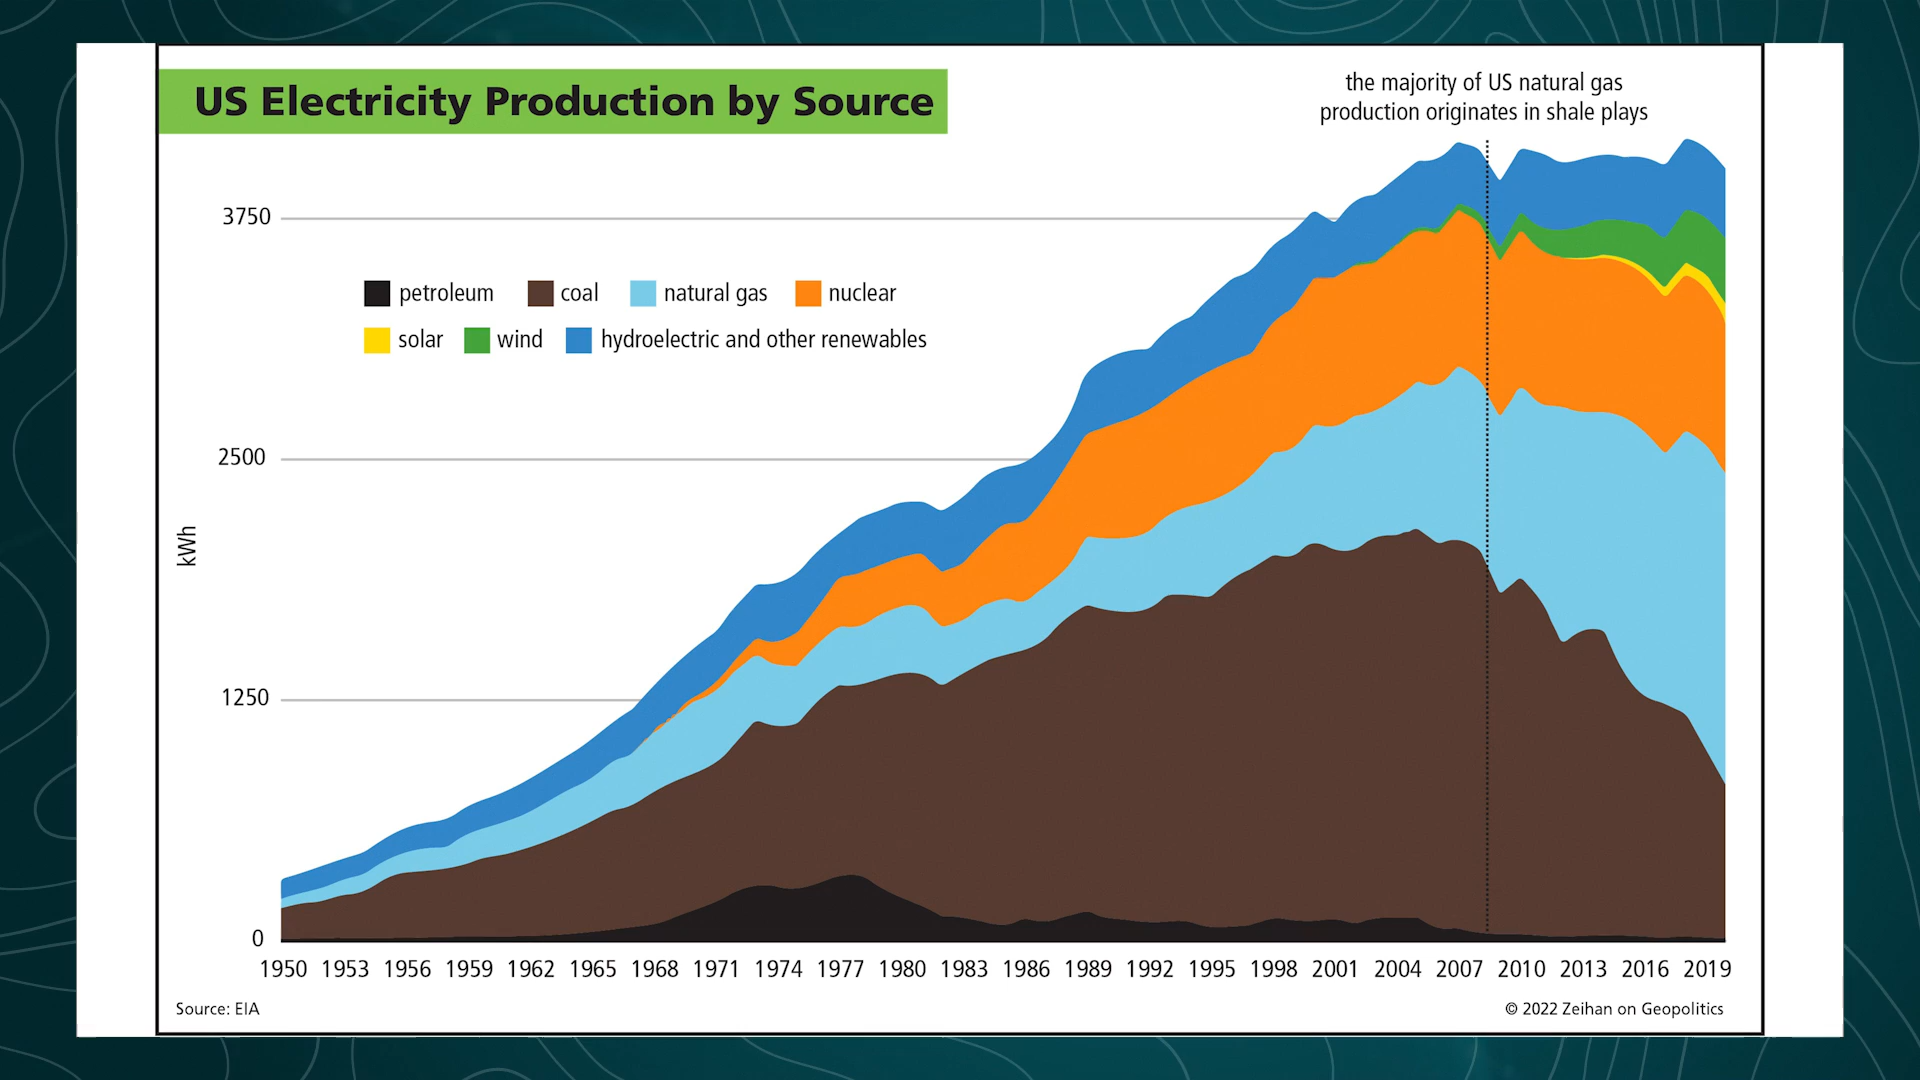 US Electricity Production by Source
the majority of US natural gas
production originates in shale plays
3750
petroleum coal natural gas nuclear
solar wind hydroelectric and other renewables
2500
kWh
1250
0
1950 1953 1956 1959 1962 1965 1968 1971 1974 1977 1980 1983 1986 1989 1992 1995 1998 2001 2004 2007 2010 2013 2016 2019
Source: EIA
© 2022 Zeihan on Geopolitics